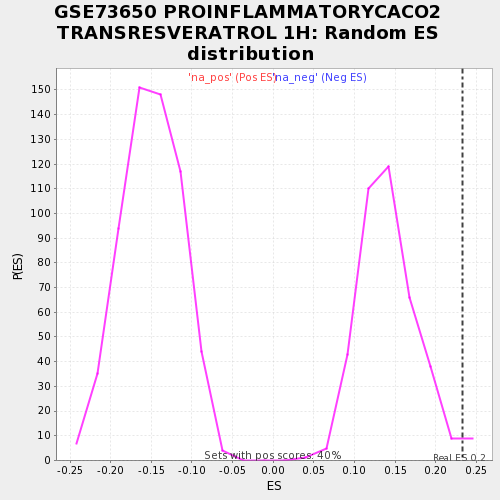 GSE73650 PROINFLAMMATORYCACO2
TRANSRESVERATROL 1H: Random ES
distribution
'na_pos' (Pos ES) 'na_neg' (Neg ES)
150
140
130
120
110
100
90
80
70
60
50
40
30
20
10
0
P(ES)
Sets with pos scores: 40%
Real ES 0.2
-0.25 -0.20 -0.15 -0.10 -0.05 0.00 0.05 0.10 0.15 0.20 0.25
ES